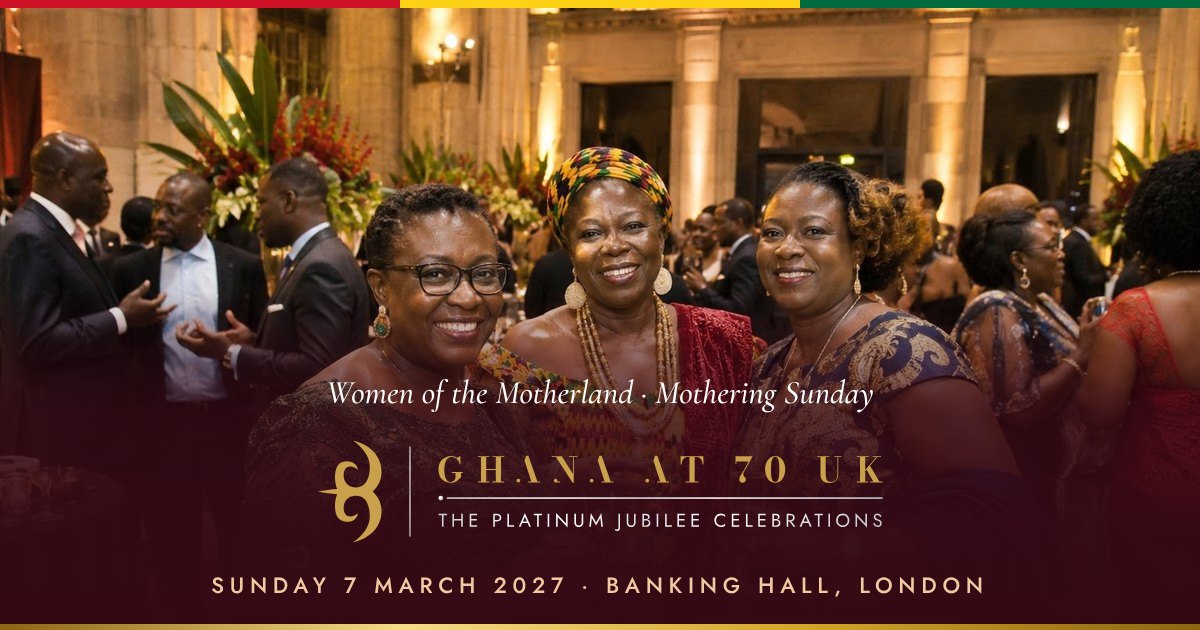 Women of the Motherland · Mothering Sunday
GHANA AT 70 UK
THE PLATINUM JUBILEE CELEBRATIONS
SUNDAY 7 MARCH 2027 · BANKING HALL, LONDON